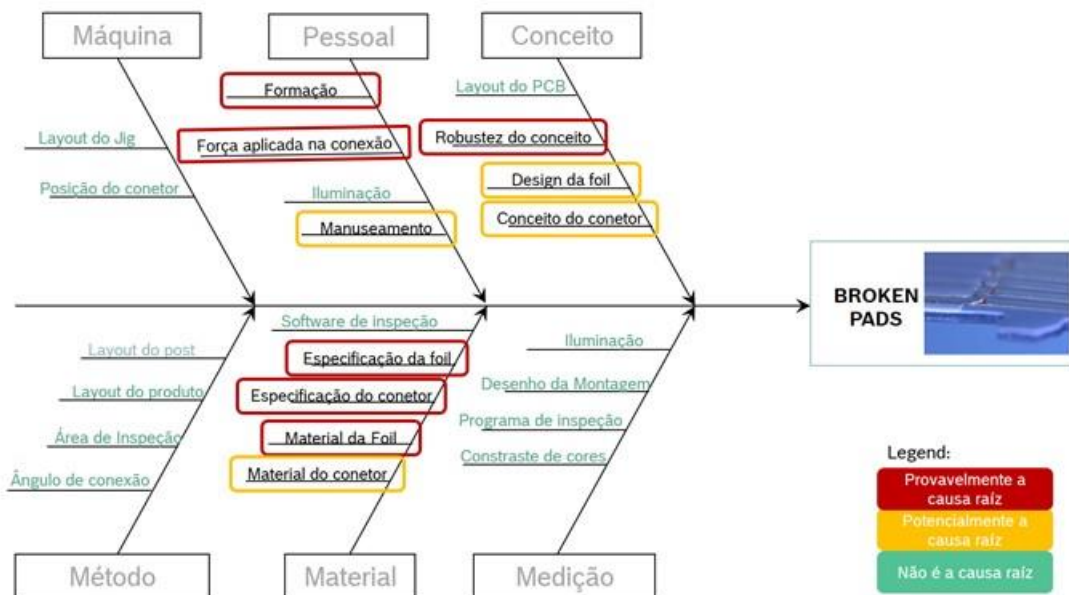 Máquina
Pessoal
Conceito
Layout do Jig
Posição do conetor
Formação
Força aplicada na conexão
Iluminação
Manuseamento
Layout do PCB
Robustez do conceito
Design da foil
Conceito do conetor
BROKEN
PADS
Layout do post
Layout do produto
Área de Inspeção
Ângulo de conexão
Software de inspeção
Especificação da foil
Especificação do conetor
Material da Foil
Material do conetor
Iluminação
Desenho da Montagem
Programa de inspeção
Constraste de cores
Método
Material
Medição
Legend:
Provavelmente a
causa raíz
Potencialmente a
causa raíz
Não é a causa raíz